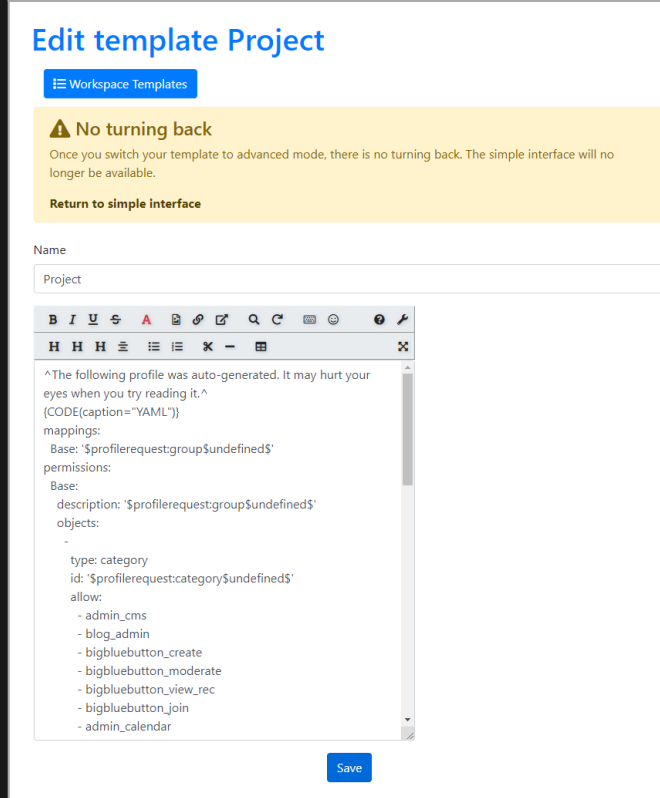 Edit template Project
Workspace Templates
No turning back
Once you switch your template to advanced mode, there is no turning back. The simple interface will no
longer be available.
Return to simple interface
Name
Project
B I U S A
H H H
^The following profile was auto-generated. It may hurt your
eyes when you try reading it.^
{CODE(caption="YAML")}
mappings:
Base: '$profilerequest:group$undefined$'
permissions:
Base:
description: '$profilerequest:group$undefined$'
objects:
-
type: category
id: '$profilerequest:category$undefined$'
allow:
- admin_cms
- blog_admin
- bigbluebutton_create
- bigbluebutton_moderate
- bigbluebutton_view_rec
- bigbluebutton_join
- admin_calendar
Save